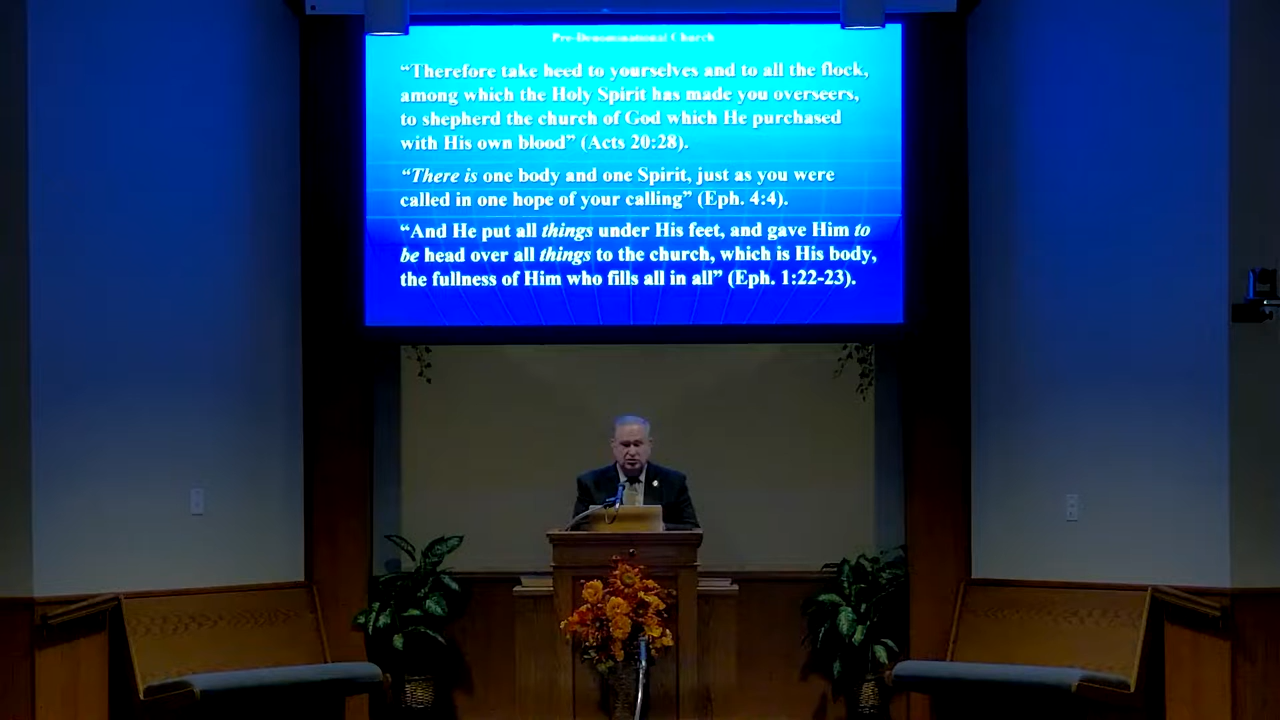 Pre-Denominational Church
“Therefore take heed to yourselves and to all the flock,
among which the Holy Spirit has made you overseers,
to shepherd the church of God which He purchased
with His own blood” (Acts 20:28).
“There is one body and one Spirit, just as you were
called in one hope of your calling” (Eph. 4:4).
“And He put all things under His feet, and gave Him to
be head over all things to the church, which is His body,
the fullness of Him who fills all in all” (Eph. 1:22-23).